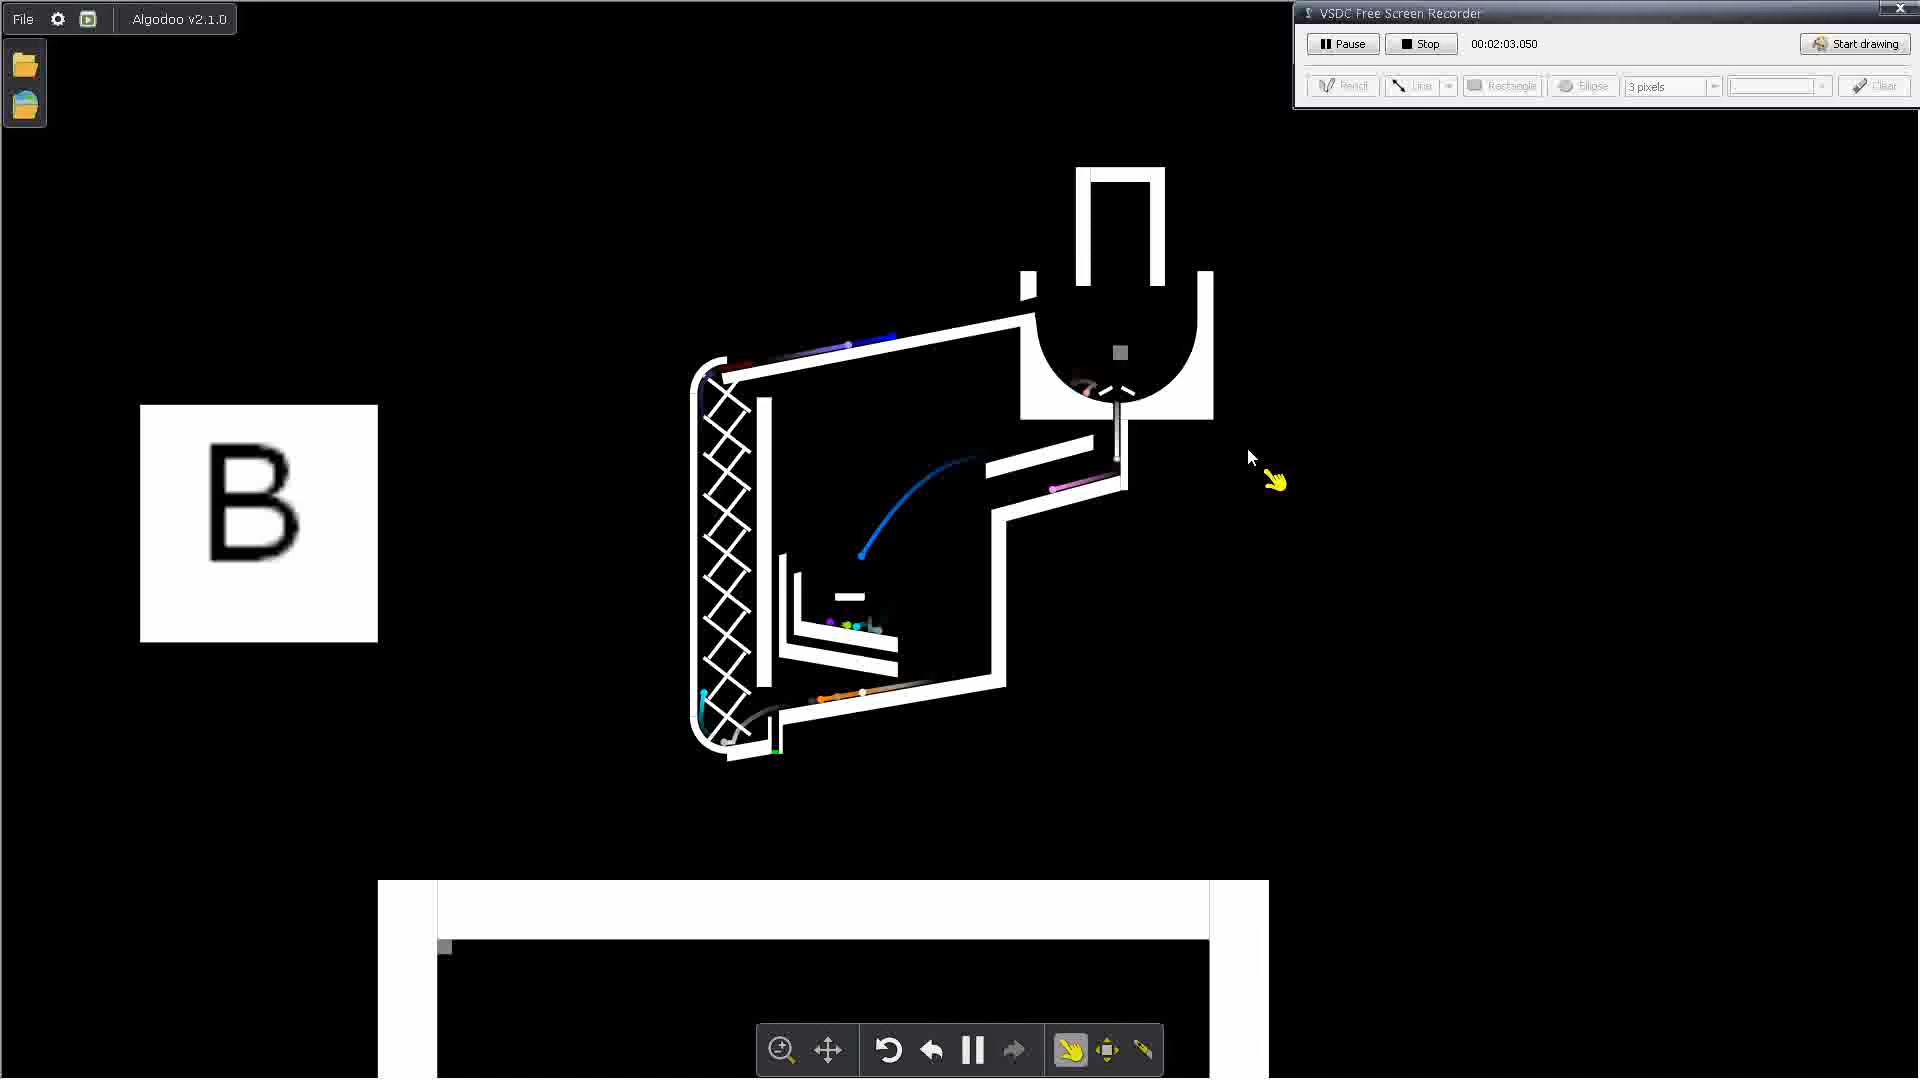 File
Algodoo v2.1.0
VSDC Free Screen Recorder
Pause
Stop
00:02:03.050
Start drawing
Pencil
Line
Rectangle
Ellipse
3 pixels
Clear
B